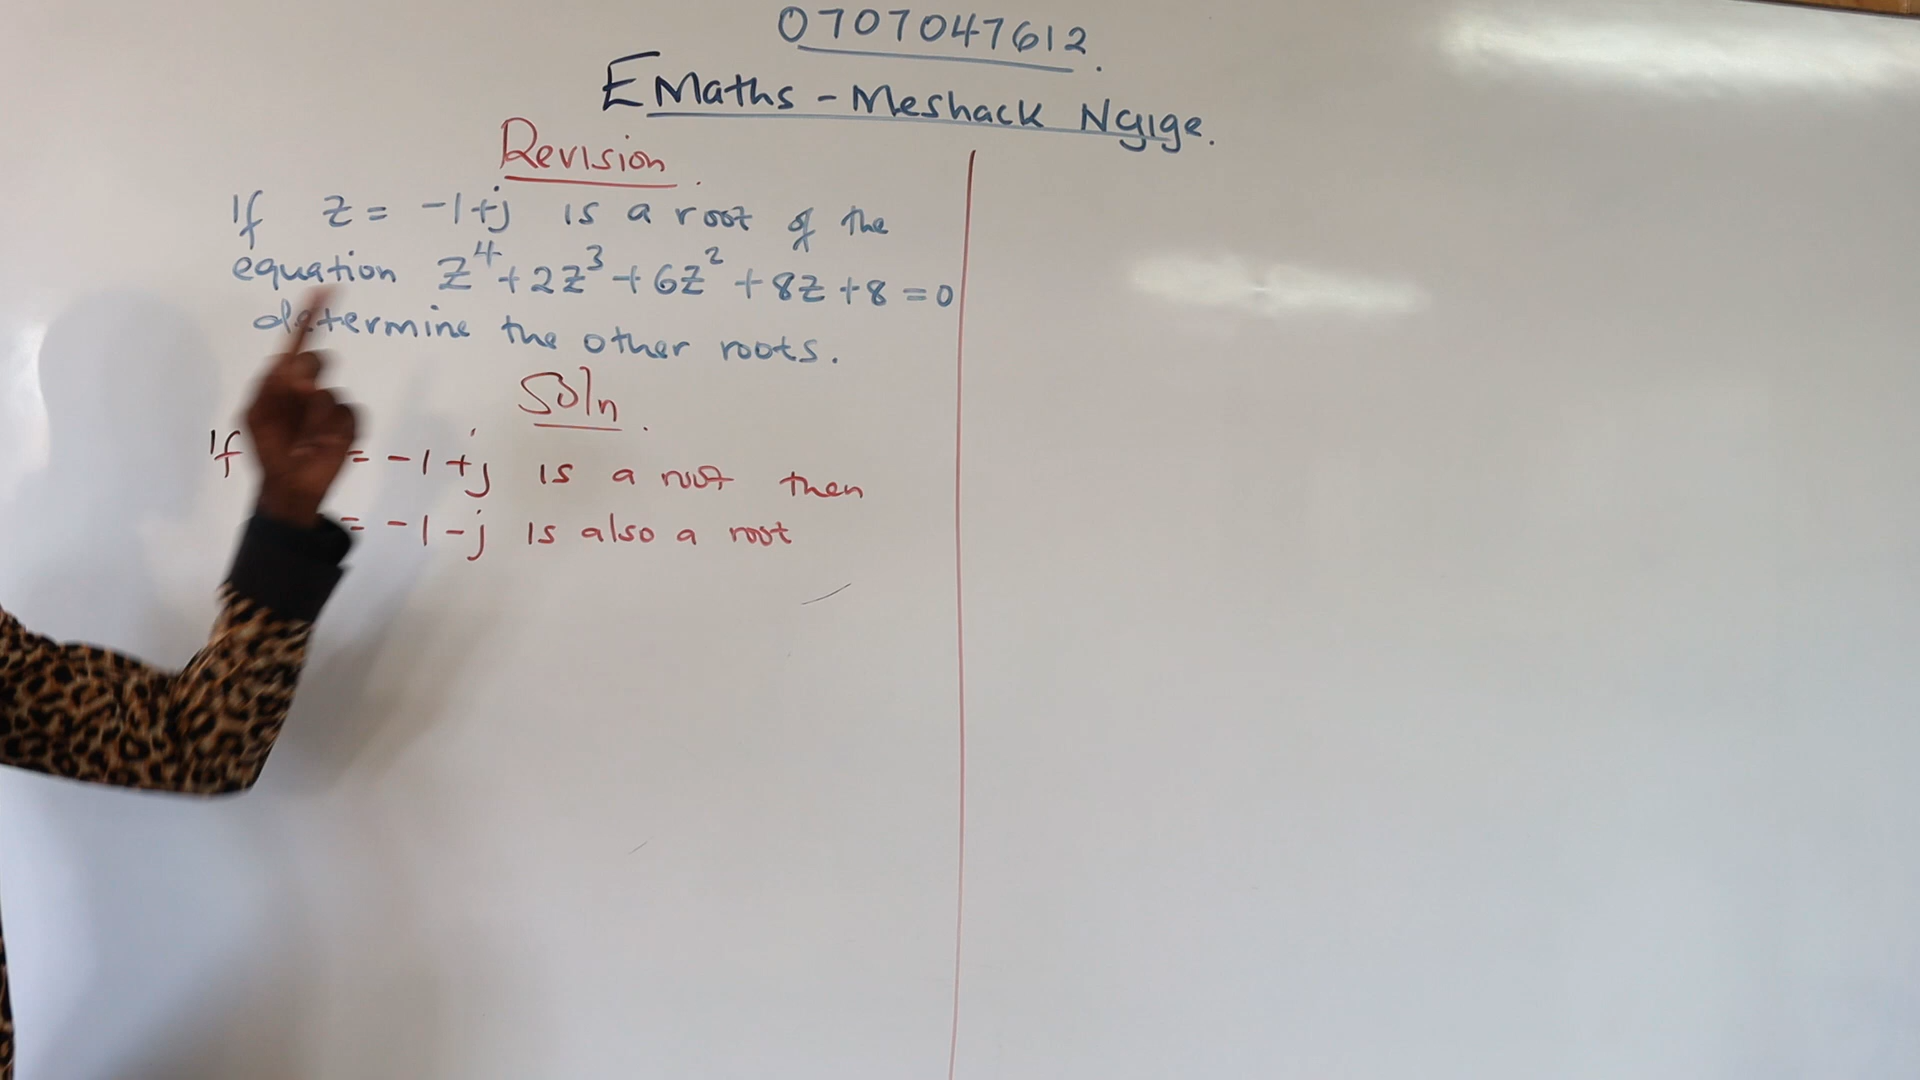 0707047612.
EMaths - Meshack Ngige.
Revision.
If z = -1+j is a root of the
equation z⁴+2z³+6z²+8z+8=0
determine the other roots.
Soln.
If = -1+j is a root then
= -1-j is also a root